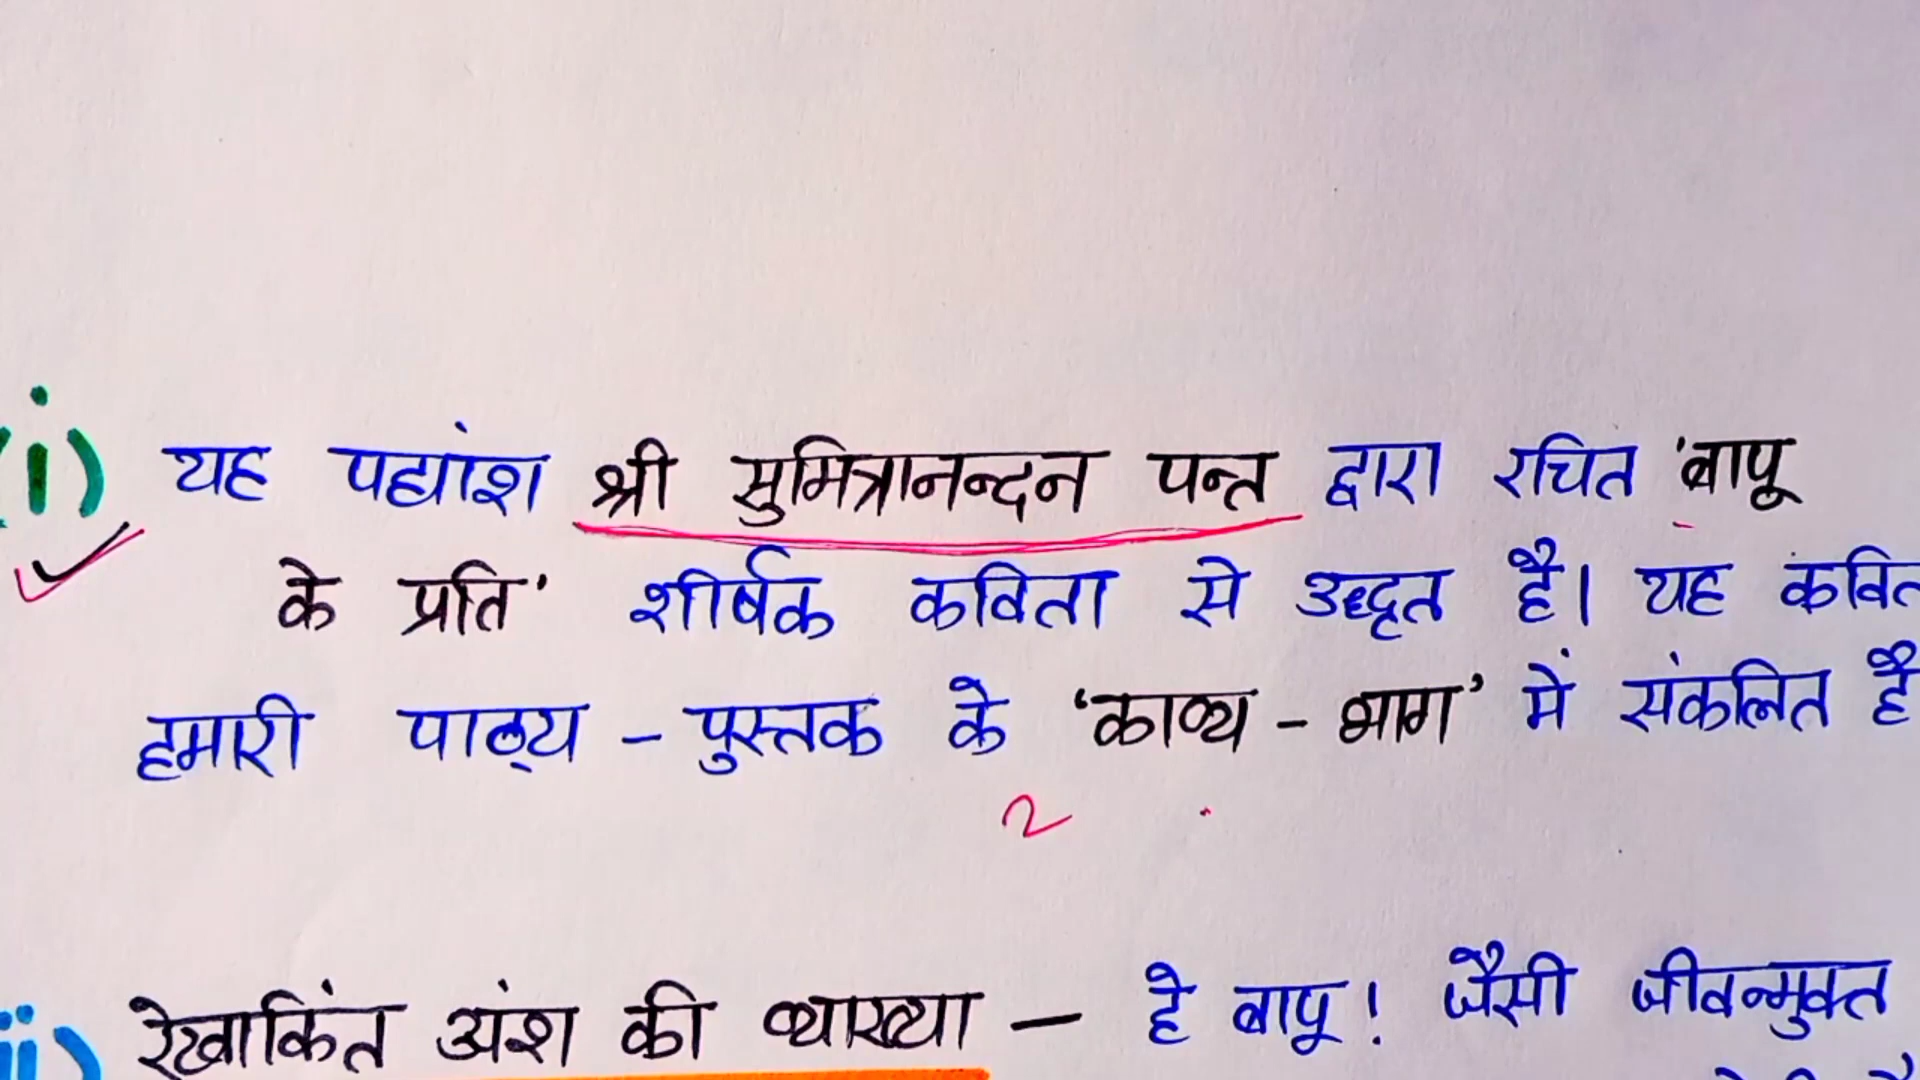 (i) यह पद्यांश श्री सुमित्रानन्दन पन्त द्वारा रचित 'बापू
के प्रति' शीर्षक कविता से उद्धृत है। यह कवित
हमारी पाठ्य - पुस्तक के 'काव्य - भाग' में संकलित है
2
ii) रेखाकिंत अंश की व्याख्या – हे बापू! जैसी जीवन्मुक्त